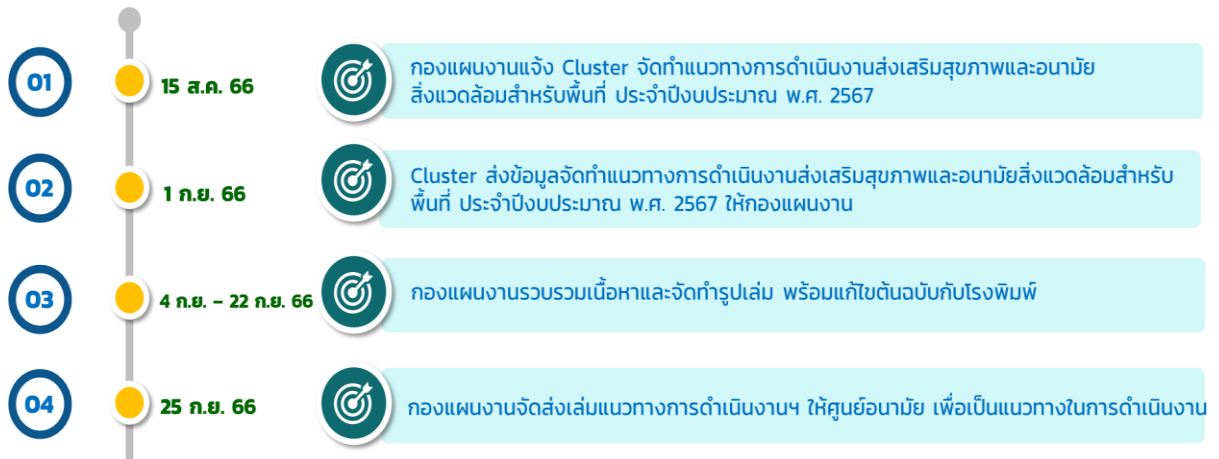 01
15 ส.ค. 66
กองแผนงานแจ้ง Cluster จัดทำแนวทางการดำเนินงานส่งเสริมสุขภาพและอนามัย
สิ่งแวดล้อมสำหรับพื้นที่ ประจำปีงบประมาณ พ.ศ. 2567
02
1 ก.ย. 66
Cluster ส่งข้อมูลจัดทำแนวทางการดำเนินงานส่งเสริมสุขภาพและอนามัยสิ่งแวดล้อมสำหรับ
พื้นที่ ประจำปีงบประมาณ พ.ศ. 2567 ให้กองแผนงาน
03
4 ก.ย. – 22 ก.ย. 66
กองแผนงานรวบรวมเนื้อหาและจัดทำรูปเล่ม พร้อมแก้ไขต้นฉบับกับโรงพิมพ์
04
25 ก.ย. 66
กองแผนงานจัดส่งเล่มแนวทางการดำเนินงานฯ ให้ศูนย์อนามัย เพื่อเป็นแนวทางในการดำเนินงาน